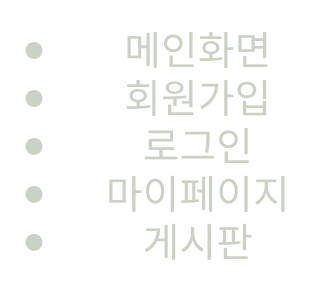 • 메인화면
• 회원가입
• 로그인
• 마이페이지
• 게시판